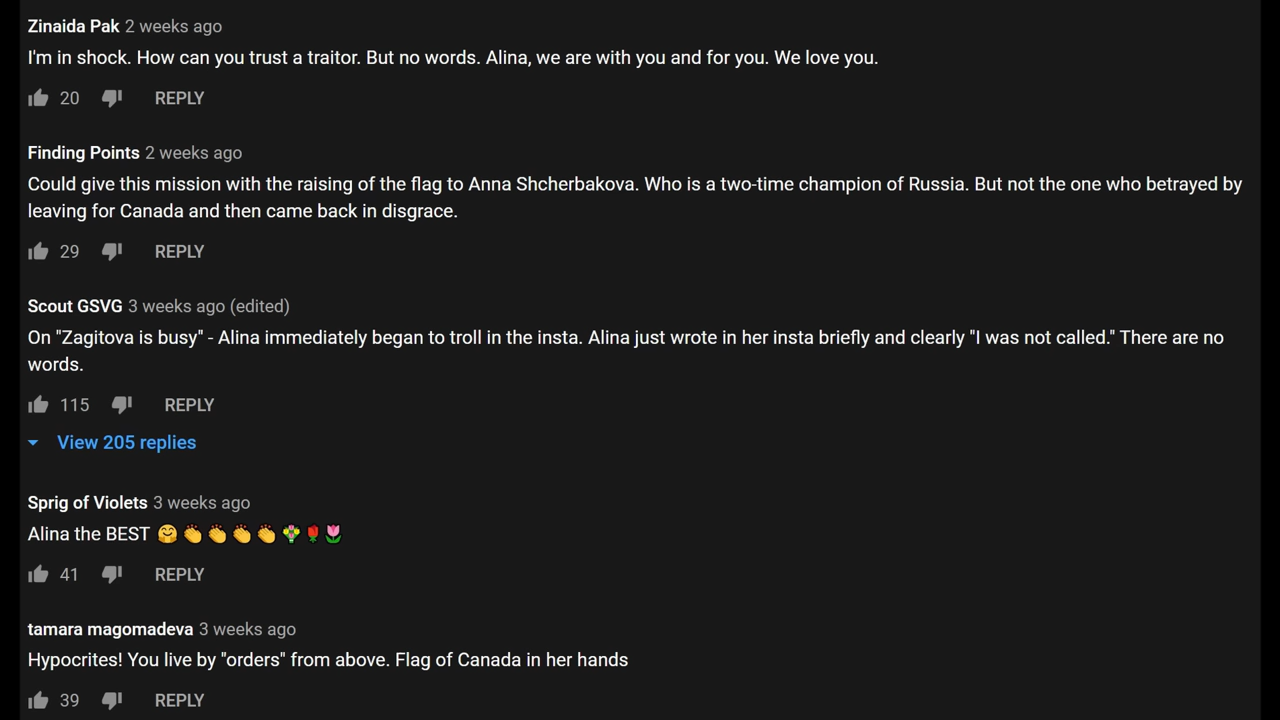 Zinaida Pak 2 weeks ago
I'm in shock. How can you trust a traitor. But no words. Alina, we are with you and for you. We love you.
20 REPLY
Finding Points 2 weeks ago
Could give this mission with the raising of the flag to Anna Shcherbakova. Who is a two-time champion of Russia. But not the one who betrayed by
leaving for Canada and then came back in disgrace.
29 REPLY
Scout GSVG 3 weeks ago (edited)
On "Zagitova is busy" - Alina immediately began to troll in the insta. Alina just wrote in her insta briefly and clearly "I was not called." There are no
words.
115 REPLY
View 205 replies
Sprig of Violets 3 weeks ago
Alina the BEST 🤗👏👏👏👏💐🌹🌷
41 REPLY
tamara magomadeva 3 weeks ago
Hypocrites! You live by "orders" from above. Flag of Canada in her hands
39 REPLY